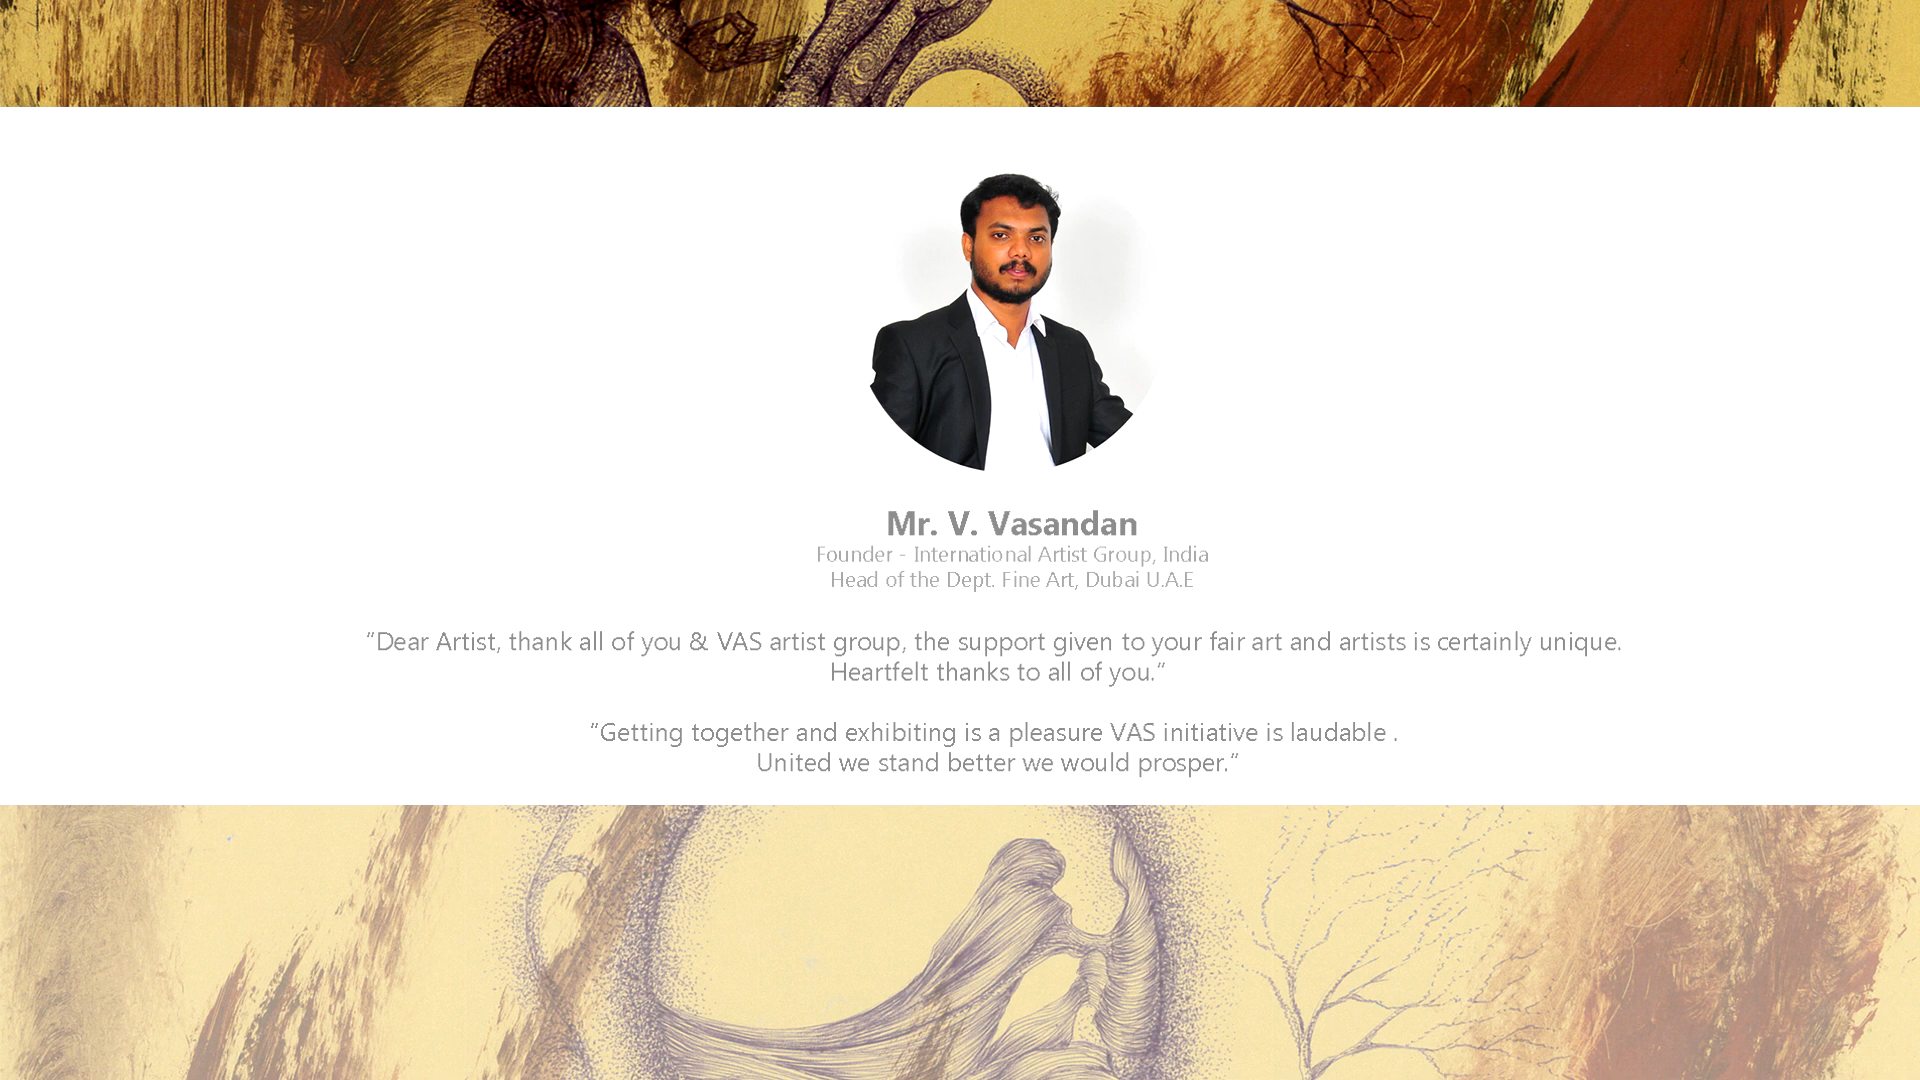 Mr. V. Vasandan
Founder - International Artist Group, India
Head of the Dept. Fine Art, Dubai U.A.E
“Dear Artist, thank all of you & VAS artist group, the support given to your fair art and artists is certainly unique.
Heartfelt thanks to all of you.”
“Getting together and exhibiting is a pleasure VAS initiative is laudable .
United we stand better we would prosper.”